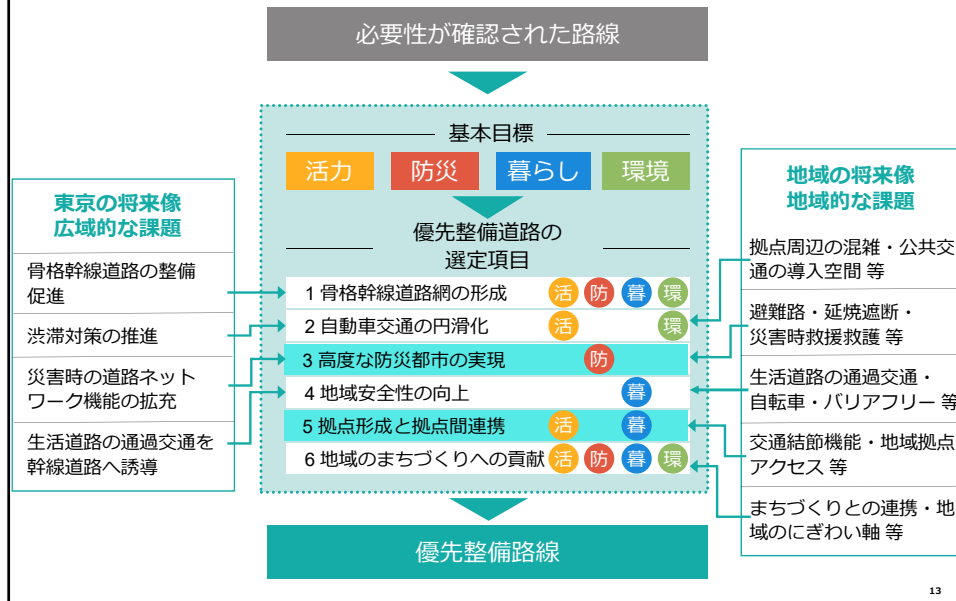 必要性が確認された路線
基本目標
活力 防災 暮らし 環境
優先整備道路の
選定項目
1 骨格幹線道路網の形成 活 防 暮 環
2 自動車交通の円滑化 活 環
3 高度な防災都市の実現 防
4 地域安全性の向上 暮
5 拠点形成と拠点間連携 活 暮
6 地域のまちづくりへの貢献 活 防 暮 環
優先整備路線
東京の将来像
広域的な課題
骨格幹線道路の整備
促進
渋滞対策の推進
災害時の道路ネット
ワーク機能の拡充
生活道路の通過交通を
幹線道路へ誘導
地域の将来像
地域的な課題
拠点周辺の混雑・公共交
通の導入空間 等
避難路・延焼遮断・
災害時救援救護 等
生活道路の通過交通・
自転車・バリアフリー 等
交通結節機能・地域拠点
アクセス 等
まちづくりとの連携・地
域のにぎわい軸 等
13